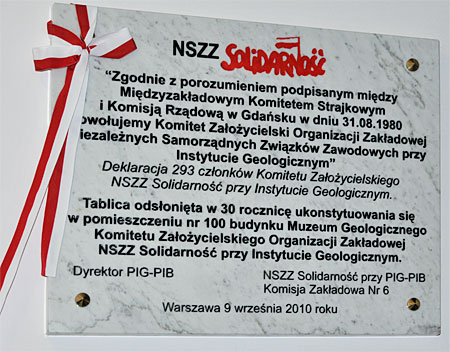 NSZZ SOLIDARNOŚĆ
"Zgodnie z porozumieniem podpisanym między
Międzyzakładowym Komitetem Strajkowym
i Komisją Rządową w Gdańsku w dniu 31.08.1980
owołujemy Komitet Założycielski Organizacji Zakładowej
iezależnych Samorządnych Związków Zawodowych przy
Instytucie Geologicznym"
Deklaracja 293 członków Komitetu Założycielskiego
NSZZ Solidarność przy Instytucie Geologicznym.
Tablica odsłonięta w 30 rocznicę ukonstytuowania się
w pomieszczeniu nr 100 budynku Muzeum Geologicznego
Komitetu Założycielskiego Organizacji Zakładowej
NSZZ Solidarność przy Instytucie Geologicznym.
Dyrektor PIG-PIB
NSZZ Solidarność przy PIG-PIB
Komisja Zakładowa Nr 6
Warszawa 9 września 2010 roku